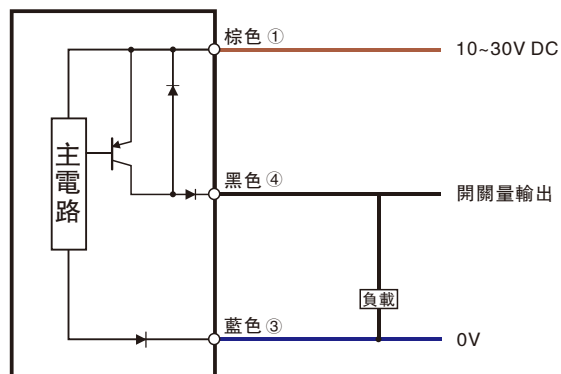 棕色 ①
10~30V DC
主電路
黑色 ④
開關量輸出
負載
藍色 ③
0V